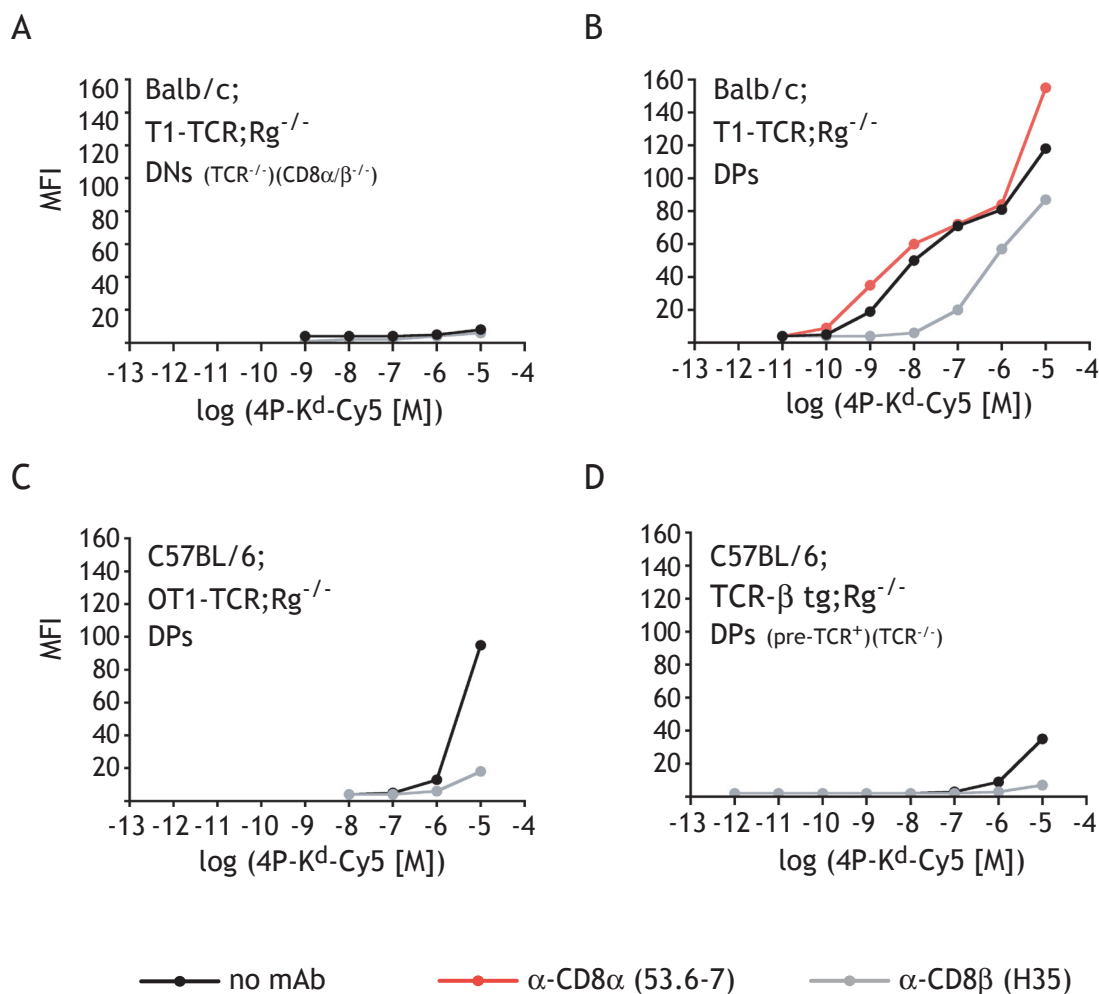 A
160
140
120
100
80
60
40
20
MFI
Balb/c;
T1-TCR;Rg-/-
DNs (TCR-/-)(CD8α/β-/-)
-13 -12 -11 -10 -9 -8 -7 -6 -5 -4
log (4P-Kd-Cy5 [M])
B
160
140
120
100
80
60
40
20
Balb/c;
T1-TCR;Rg-/-
DPs
-13 -12 -11 -10 -9 -8 -7 -6 -5 -4
log (4P-Kd-Cy5 [M])
C
160
140
120
100
80
60
40
20
MFI
C57BL/6;
OT1-TCR;Rg-/-
DPs
-13 -12 -11 -10 -9 -8 -7 -6 -5 -4
log (4P-Kd-Cy5 [M])
D
160
140
120
100
80
60
40
20
C57BL/6;
TCR-β tg;Rg-/-
DPs (pre-TCR+)(TCR-/-)
-13 -12 -11 -10 -9 -8 -7 -6 -5 -4
log (4P-Kd-Cy5 [M])
no mAb α-CD8α (53.6-7) α-CD8β (H35)